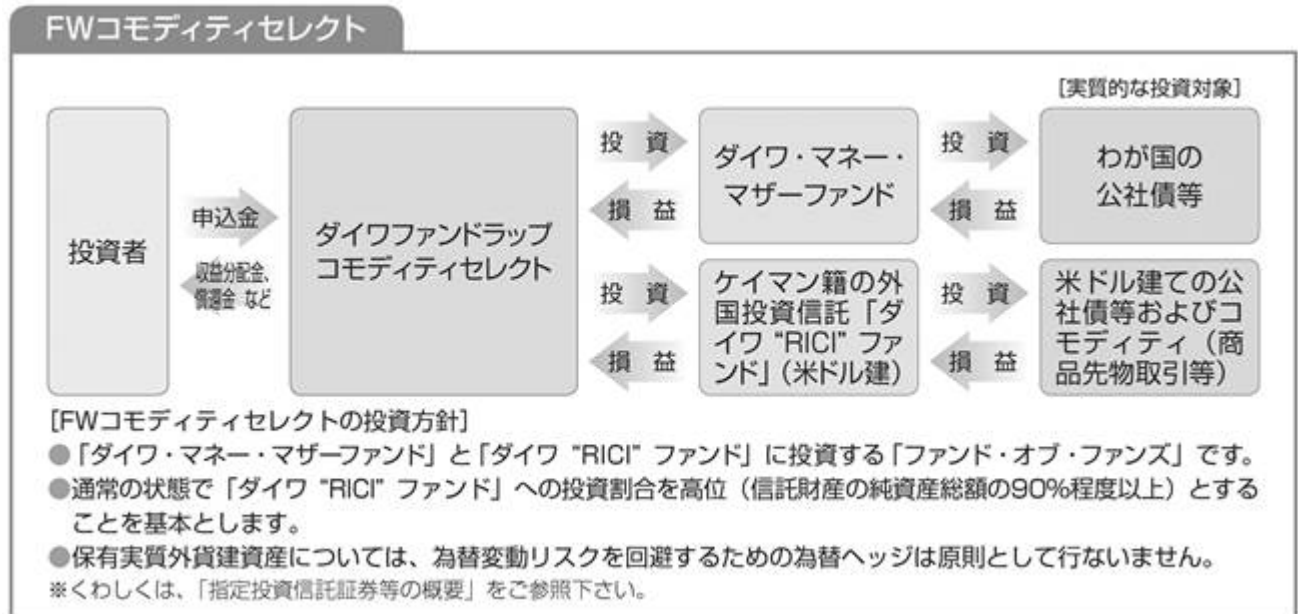 FWコモディティセレクト
[実質的な投資対象]
投資者
申込金
収益分配金、
償還金 など
ダイワファンドラップ
コモディティセレクト
投 資
損 益
ダイワ・マネー・
マザーファンド
投 資
損 益
わが国の
公社債等
投 資
損 益
ケイマン籍の外
国投資信託「ダ
イワ “RICI” ファ
ンド」(米ドル建)
投 資
損 益
米ドル建ての公
社債等およびコ
モディティ(商
品先物取引等)
[FWコモディティセレクトの投資方針]
●「ダイワ・マネー・マザーファンド」と「ダイワ “RICI” ファンド」に投資する「ファンド・オブ・ファンズ」です。
●通常の状態で「ダイワ “RICI” ファンド」への投資割合を高位(信託財産の純資産総額の90%程度以上)とする
ことを基本とします。
●保有実質外貨建資産については、為替変動リスクを回避するための為替ヘッジは原則として行ないません。
※くわしくは、「指定投資信託証券等の概要」をご参照下さい。